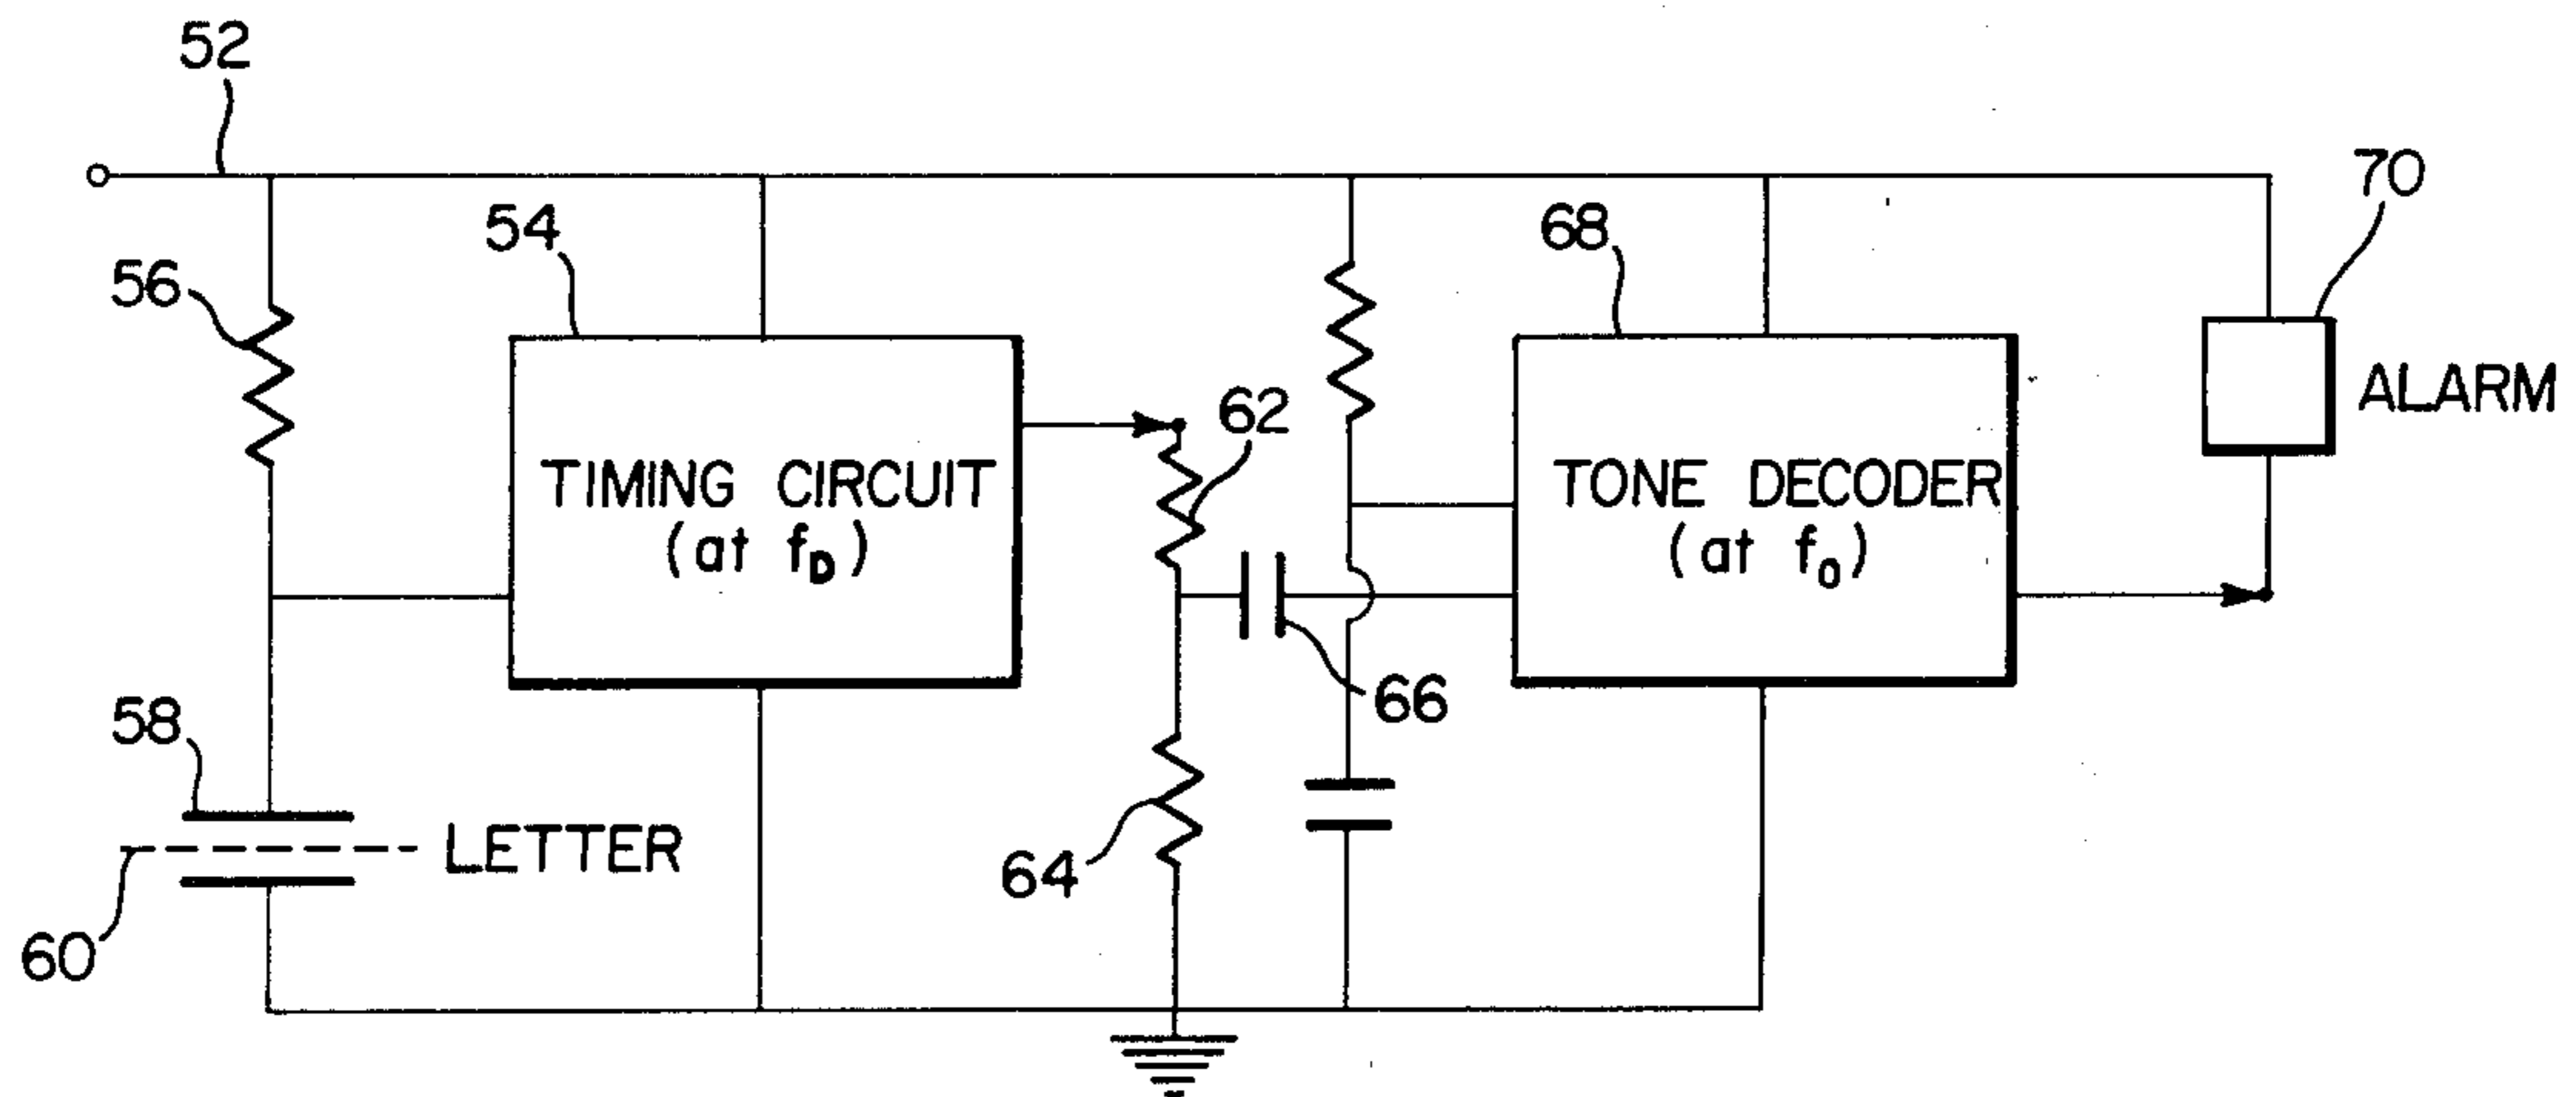 52
70
54
68
56
62
ALARM
TIMING CIRCUIT
(at fD)
TONE DECODER
(at fo)
66
58
LETTER
64
60